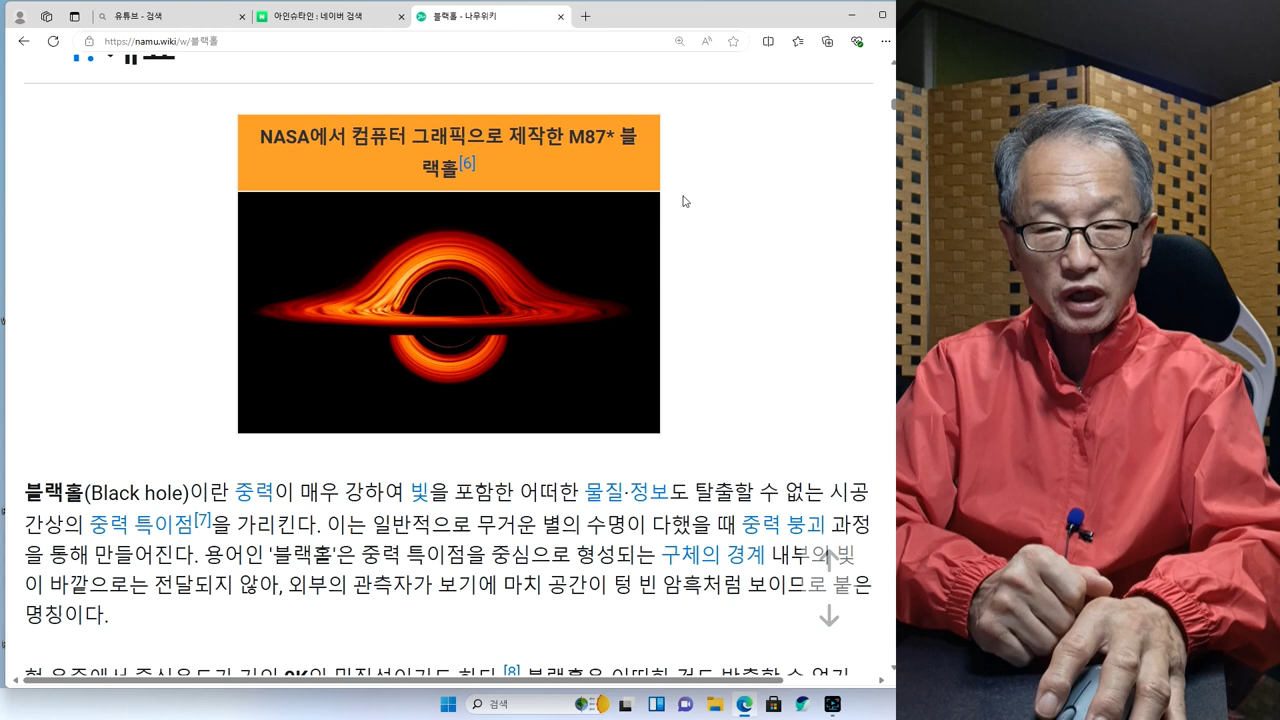 유튜브 - 검색
아인슈타인 : 네이버 검색
블랙홀 - 나무위키
https://namu.wiki/w/블랙홀
NASA에서 컴퓨터 그래픽으로 제작한 M87* 블
랙홀[6]
블랙홀(Black hole)이란 중력이 매우 강하여 빛을 포함한 어떠한 물질·정보도 탈출할 수 없는 시공
간상의 중력 특이점[7]을 가리킨다. 이는 일반적으로 무거운 별의 수명이 다했을 때 중력 붕괴 과정
을 통해 만들어진다. 용어인 '블랙홀'은 중력 특이점을 중심으로 형성되는 구체의 경계 내부의 빛
이 바깥으로는 전달되지 않아, 외부의 관측자가 보기에 마치 공간이 텅 빈 암흑처럼 보이므로 붙은
명칭이다.
[8]
검색